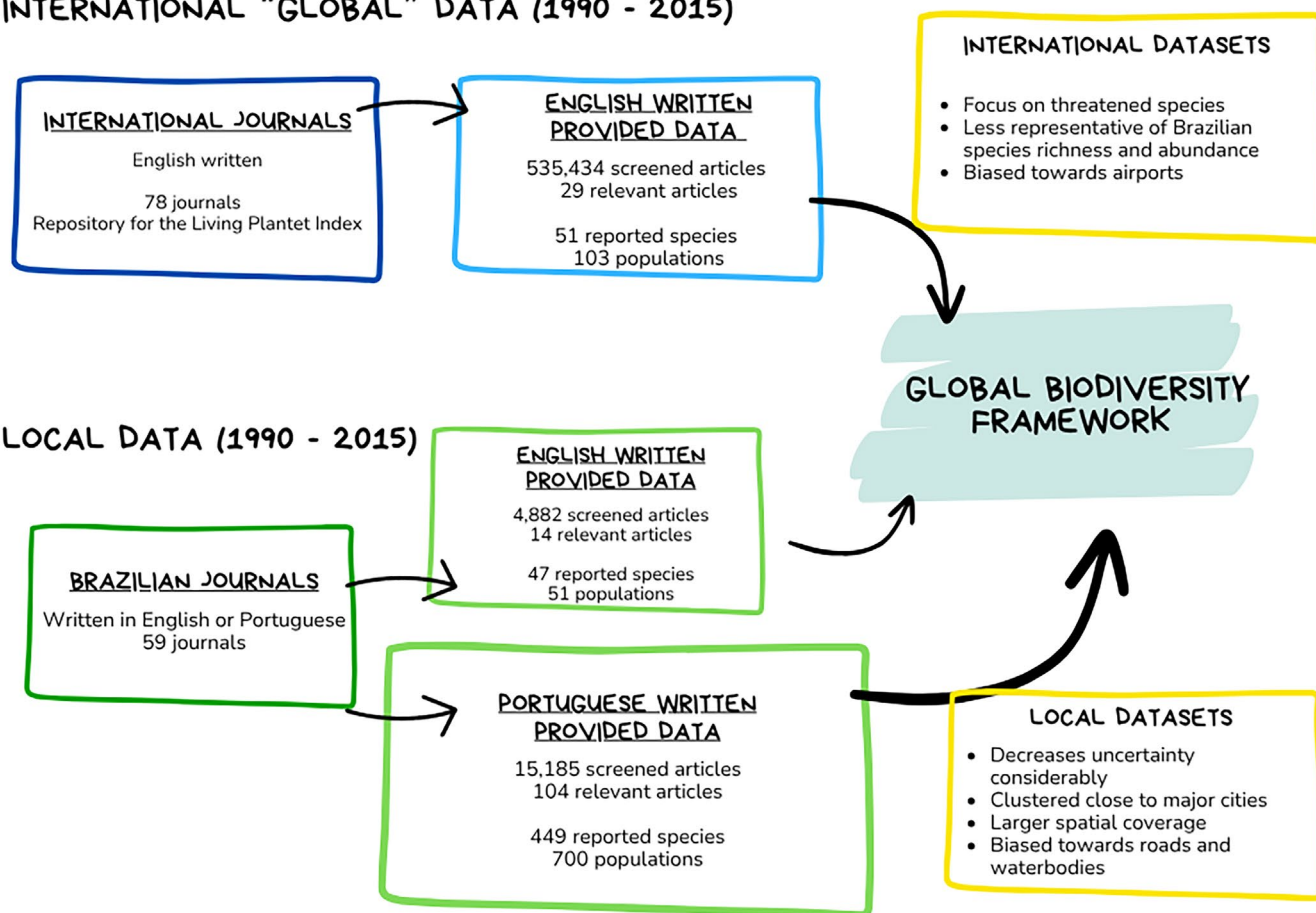 INTERNATIONAL "GLOBAL" DATA (1990 - 2015)
INTERNATIONAL JOURNALS
English written
78 journals
Repository for the Living Plantet Index
ENGLISH WRITTEN
PROVIDED DATA
535,434 screened articles
29 relevant articles
51 reported species
103 populations
INTERNATIONAL DATASETS
• Focus on threatened species
• Less representative of Brazilian
species richness and abundance
• Biased towards airports
GLOBAL BIODIVERSITY
FRAMEWORK
LOCAL DATA (1990 - 2015)
BRAZILIAN JOURNALS
Written in English or Portuguese
59 journals
ENGLISH WRITTEN
PROVIDED DATA
4,882 screened articles
14 relevant articles
47 reported species
51 populations
PORTUGUESE WRITTEN
PROVIDED DATA
15,185 screened articles
104 relevant articles
449 reported species
700 populations
LOCAL DATASETS
• Decreases uncertainty
considerably
• Clustered close to major cities
• Larger spatial coverage
• Biased towards roads and
waterbodies